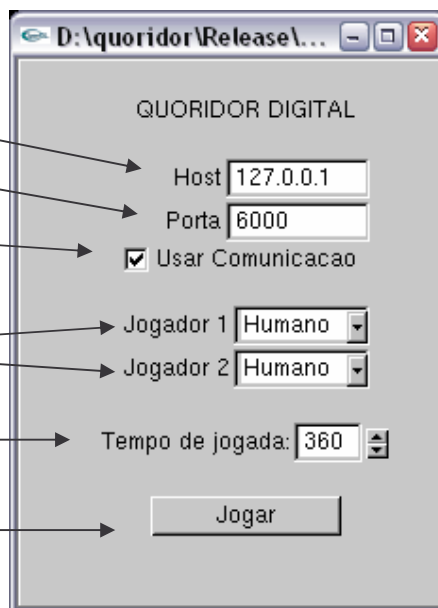 D:\quoridor\Release\...
QUORIDOR DIGITAL
Host 127.0.0.1
Porta 6000
Usar Comunicacao
Jogador 1 Humano
Jogador 2 Humano
Tempo de jogada: 360
Jogar